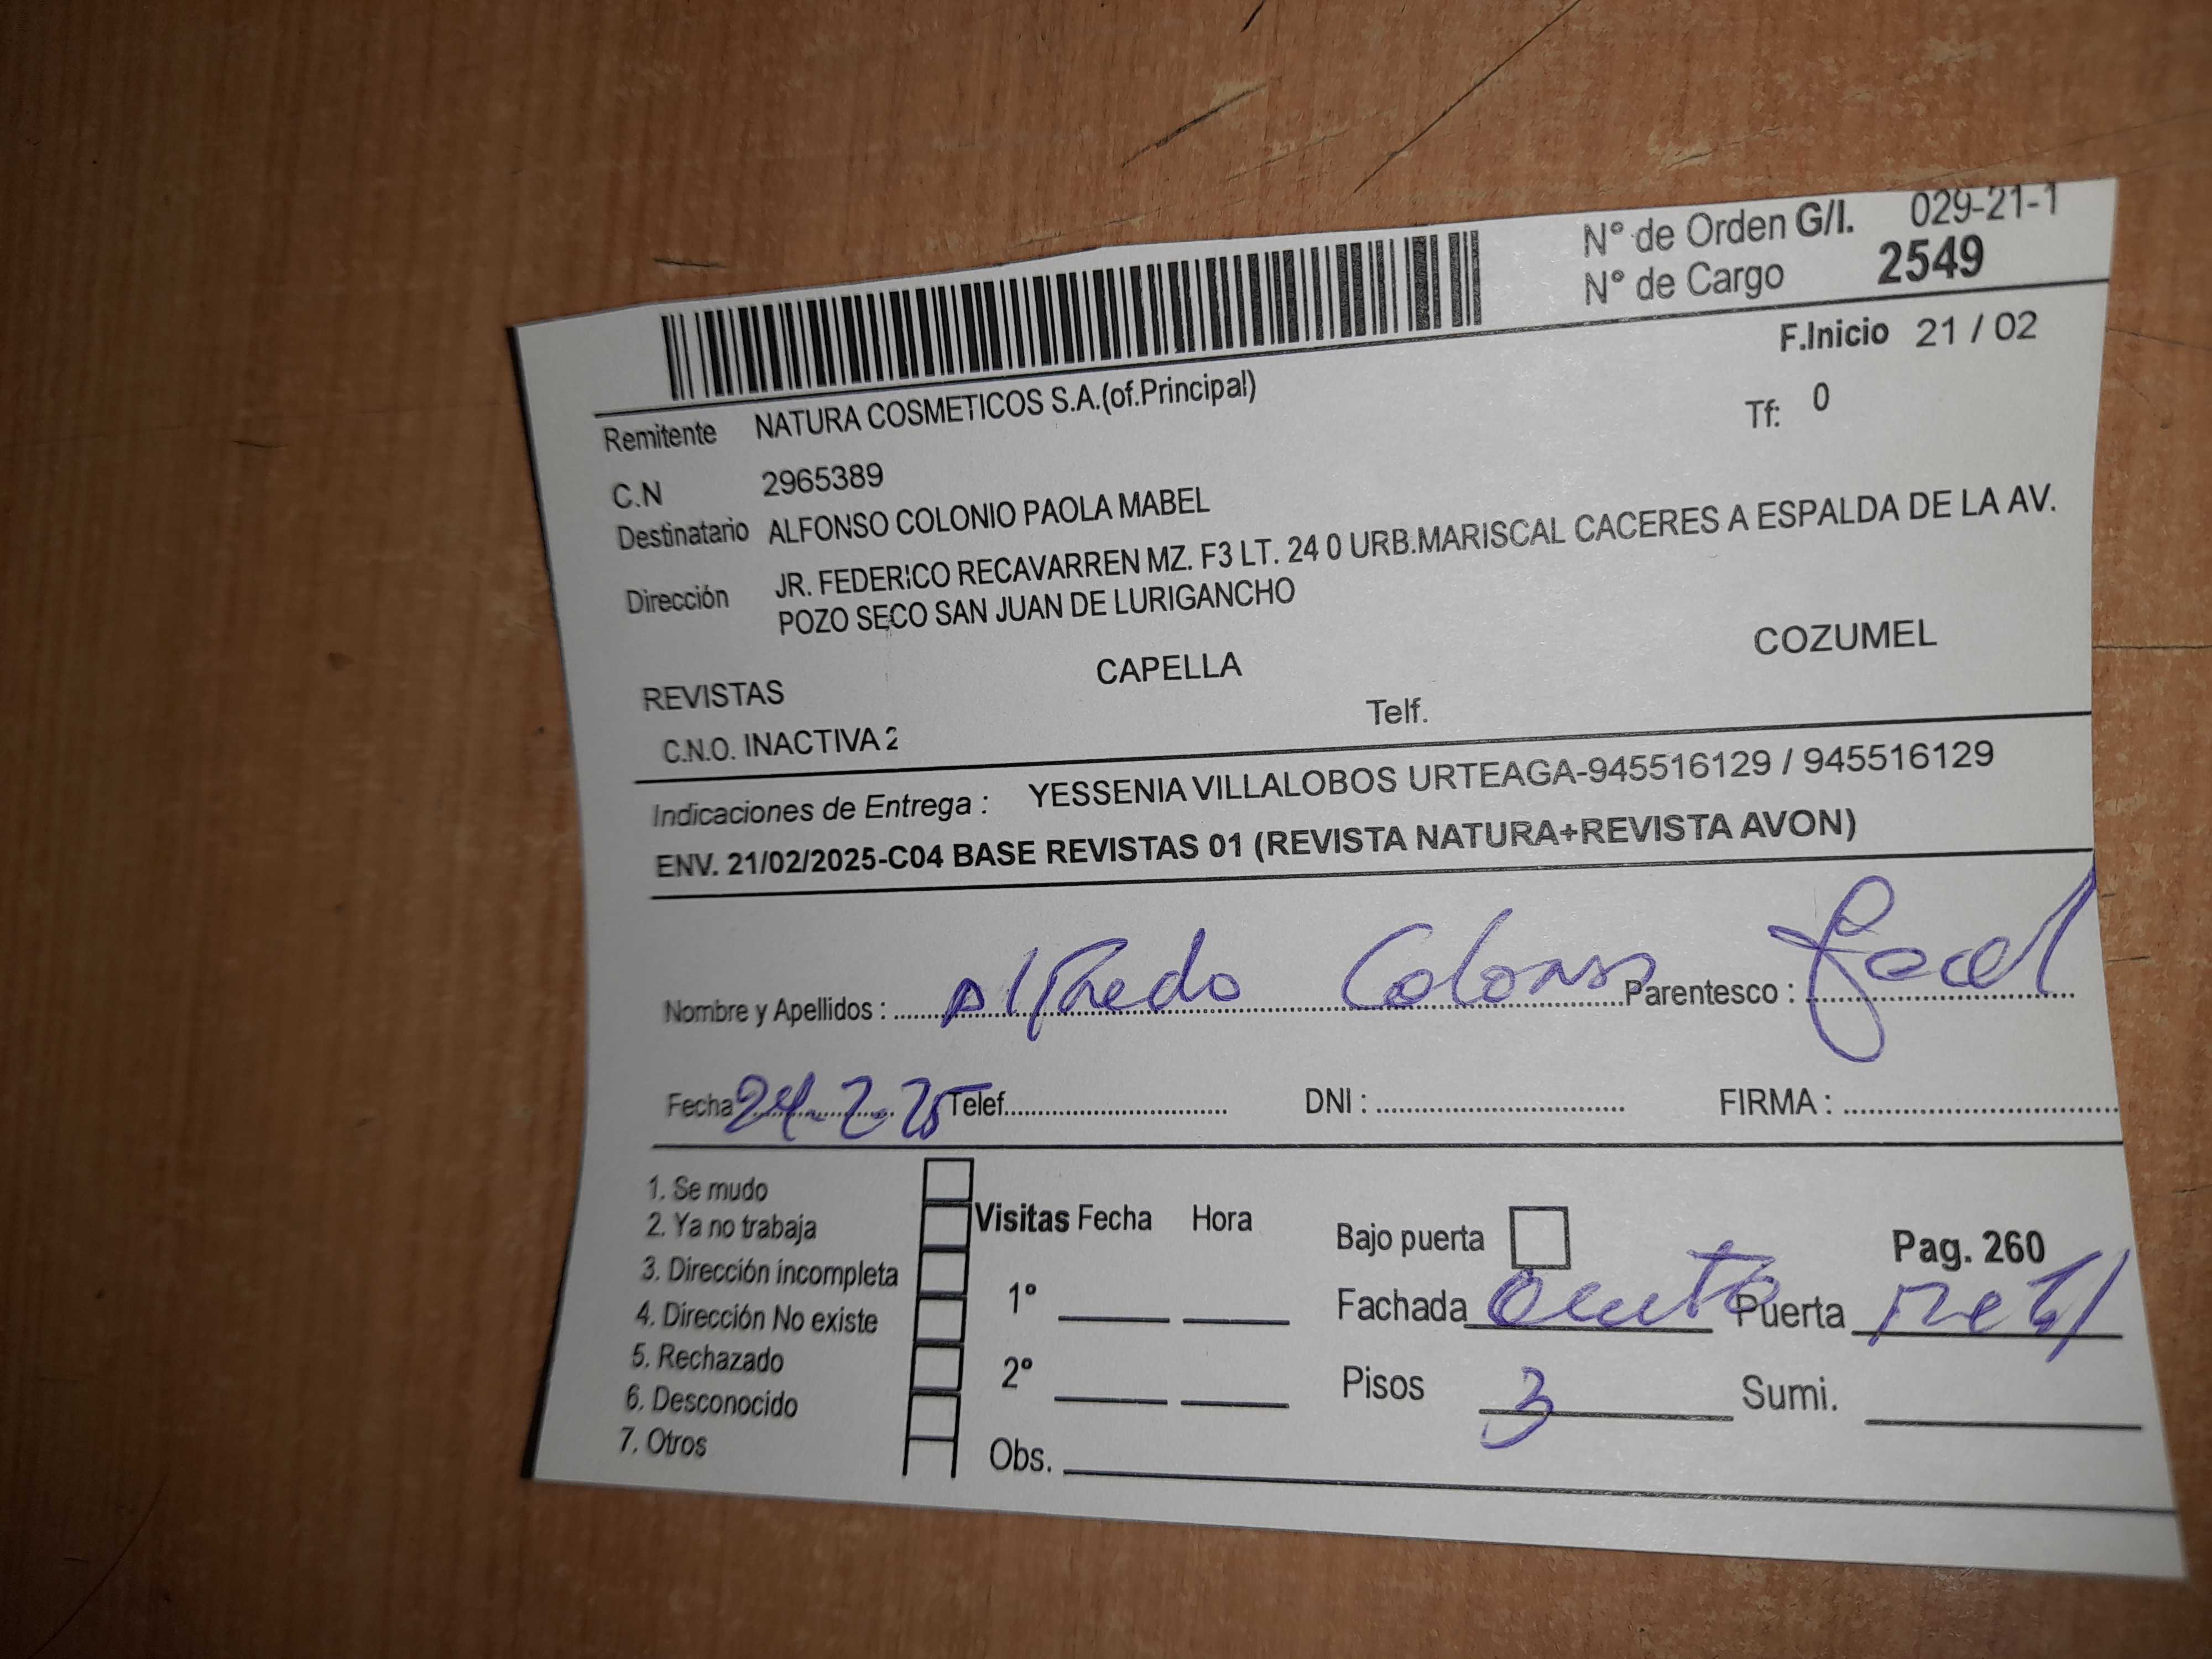 N° de Orden G/I. 029-21-1
N° de Cargo 2549
F.Inicio 21 / 02
Remitente NATURA COSMETICOS S.A.(of.Principal)
Tf: 0
C.N 2965389
Destinatario ALFONSO COLONIO PAOLA MABEL
Dirección JR. FEDERICO RECAVARREN MZ. F3 LT. 24 0 URB.MARISCAL CACERES A ESPALDA DE LA AV.
POZO SECO SAN JUAN DE LURIGANCHO
REVISTAS CAPELLA COZUMEL
C.N.O. INACTIVA 2 Telf.
Indicaciones de Entrega : YESSENIA VILLALOBOS URTEAGA-945516129 / 945516129
ENV. 21/02/2025-C04 BASE REVISTAS 01 (REVISTA NATURA+REVISTA AVON)
Nombre y Apellidos : Alfredo Parentesco :
Fecha 24-2-25 Telef. DNI : FIRMA :
1. Se mudo
2. Ya no trabaja
3. Dirección incompleta
4. Dirección No existe
5. Rechazado
6. Desconocido
7. Otros
Visitas Fecha Hora
1°
2°
Obs.
Bajo puerta Pag. 260
Fachada Puerta
Pisos 3 Sumi.